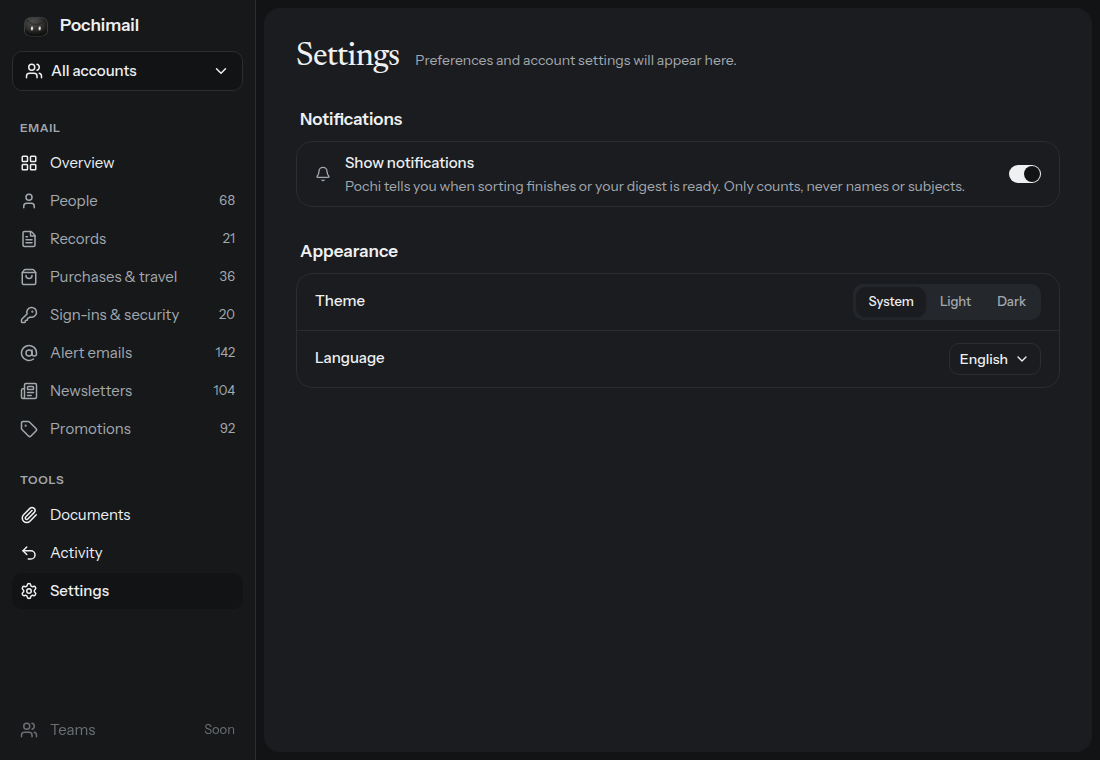 Pochimail
All accounts
EMAIL
Overview
People 68
Records 21
Purchases & travel 36
Sign-ins & security 20
Alert emails 142
Newsletters 104
Promotions 92
TOOLS
Documents
Activity
Settings
Teams Soon
Settings Preferences and account settings will appear here.
Notifications
Show notifications
Pochi tells you when sorting finishes or your digest is ready. Only counts, never names or subjects.
Appearance
Theme System Light Dark
Language English